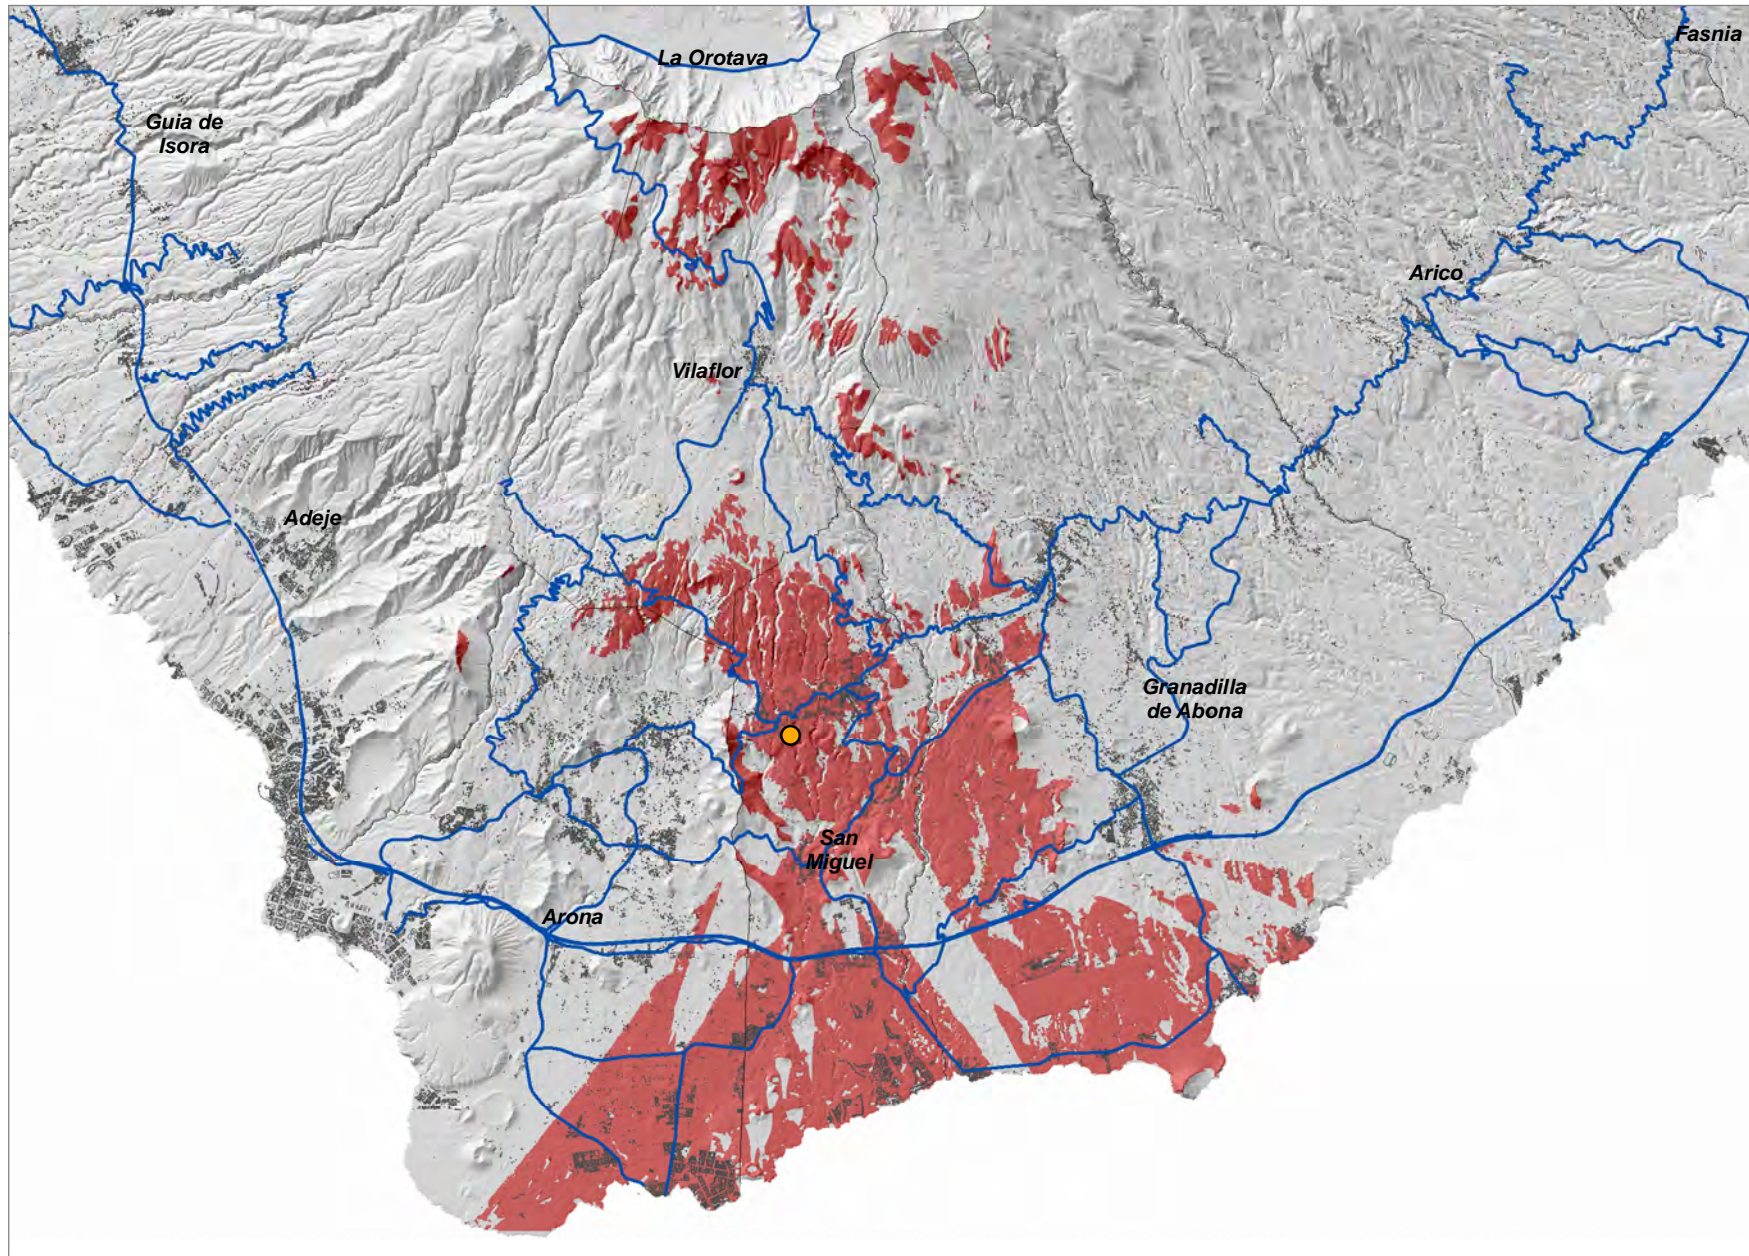 Fasnia
La Orotava
Guia de
Isora
Arico
Vilaflor
Adeje
Granadilla
de Abona
San
Miguel
Arona